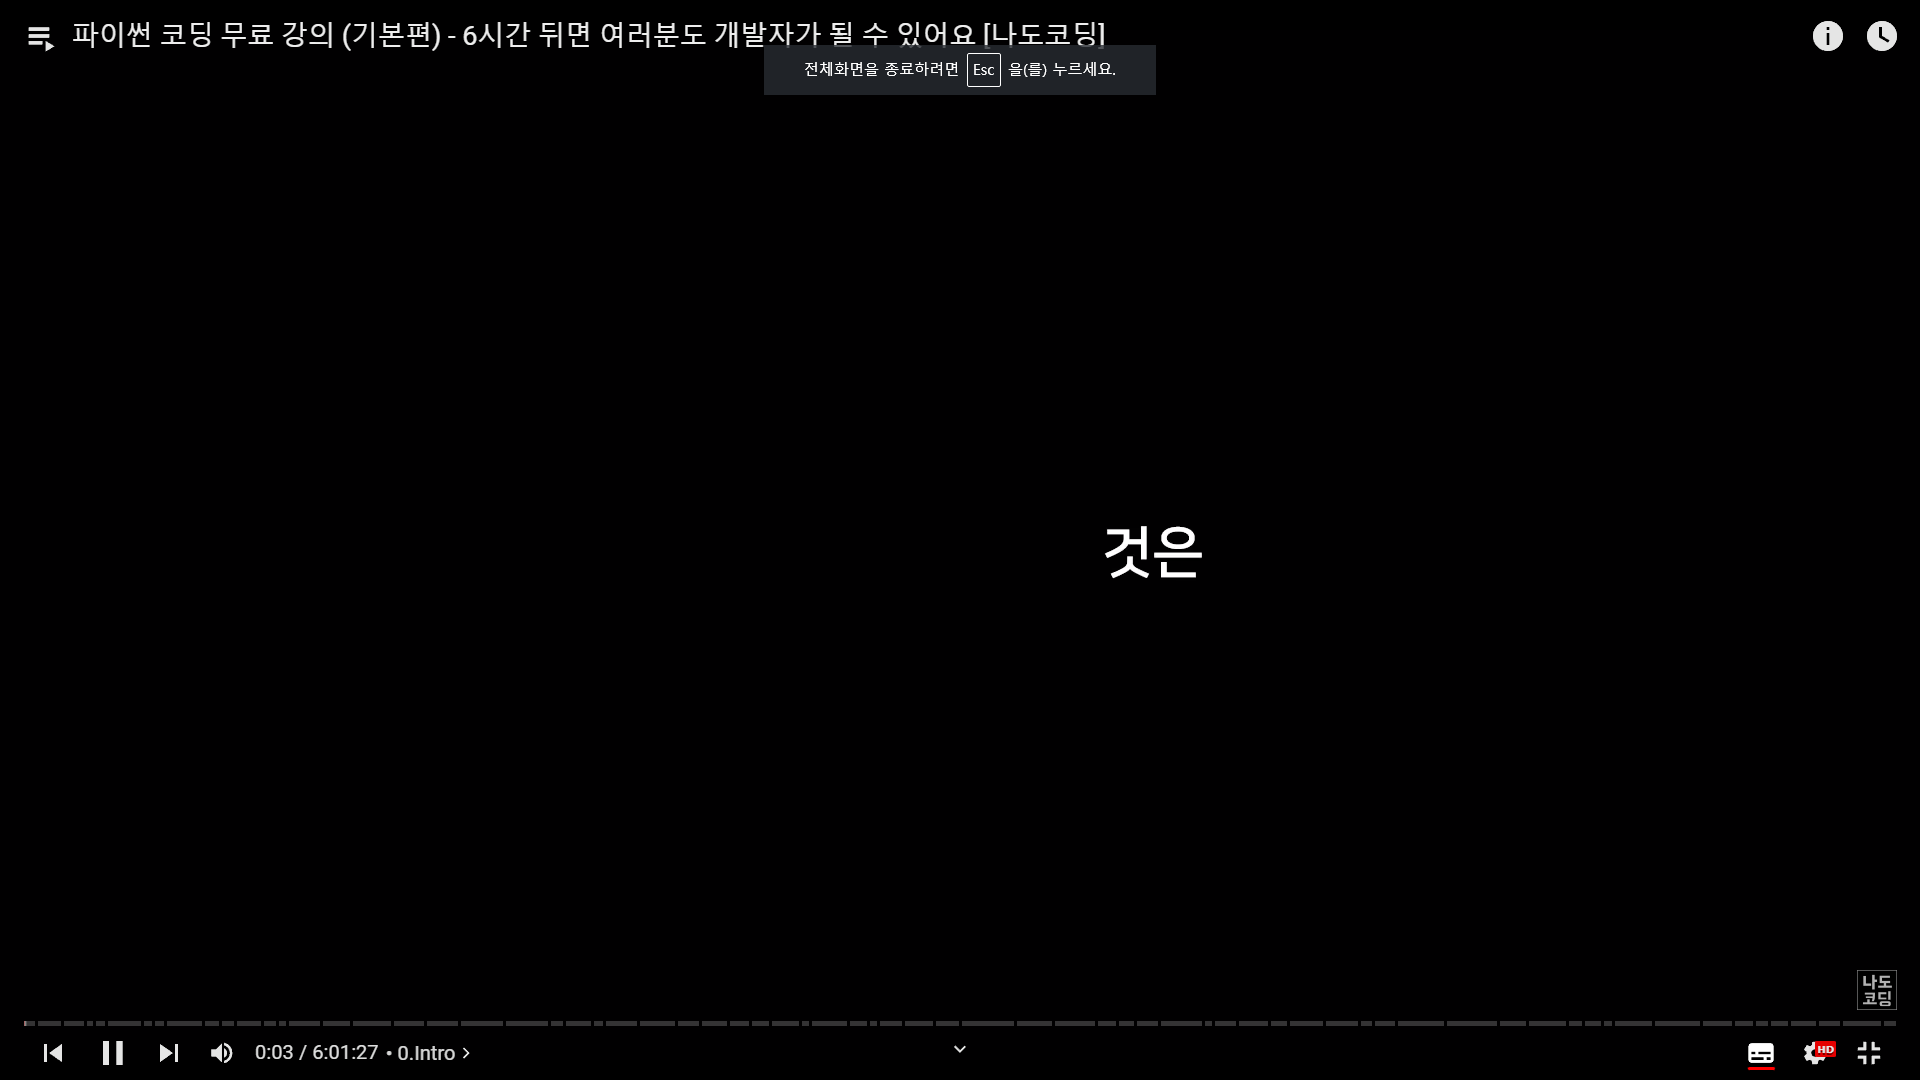 파이썬 코딩 무료 강의 (기본편) - 6시간 뒤면 여러분도 개발자가 될 수 있어요 [나도코딩]
전체화면을 종료하려면 Esc 을(를) 누르세요.
것은
나도
코딩
0:03 / 6:01:27 • 0.Intro
HD